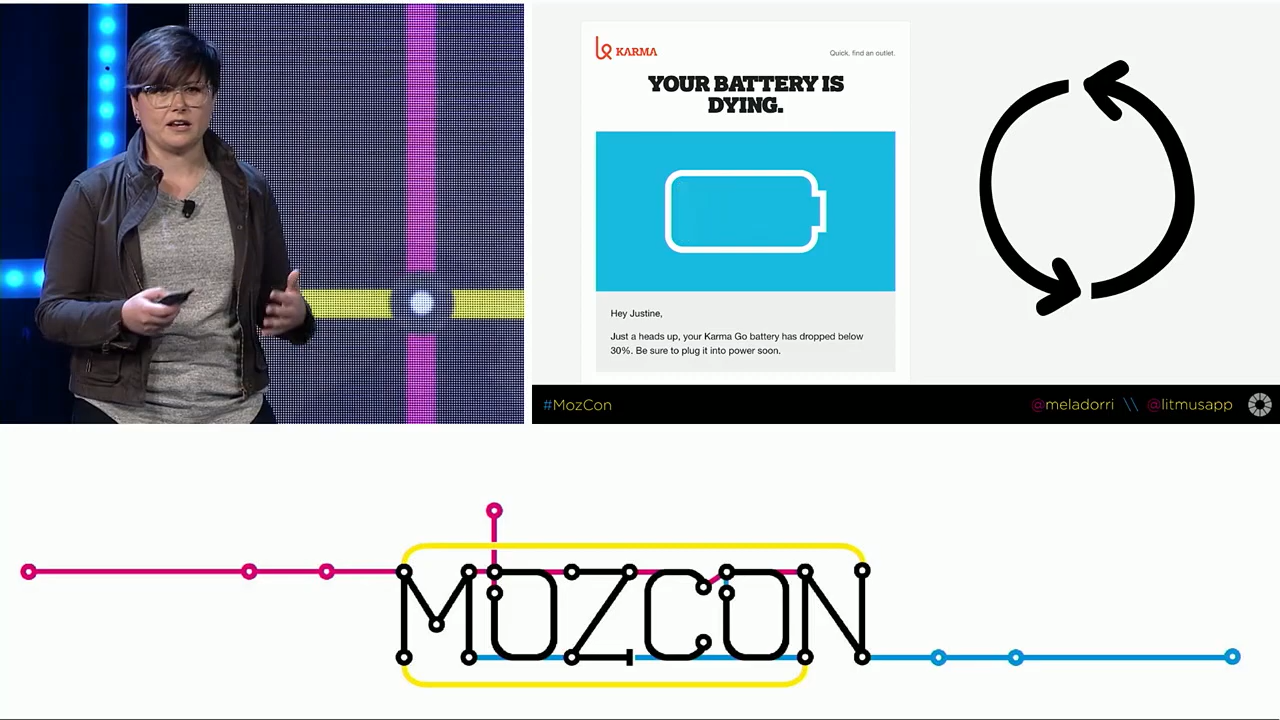 KARMA
Quick, find an outlet.
YOUR BATTERY IS
DYING.
Hey Justine,
Just a heads up, your Karma Go battery has dropped below
30%. Be sure to plug it into power soon.
#MozCon
@meladorri \\ @litmusapp
MOZCON